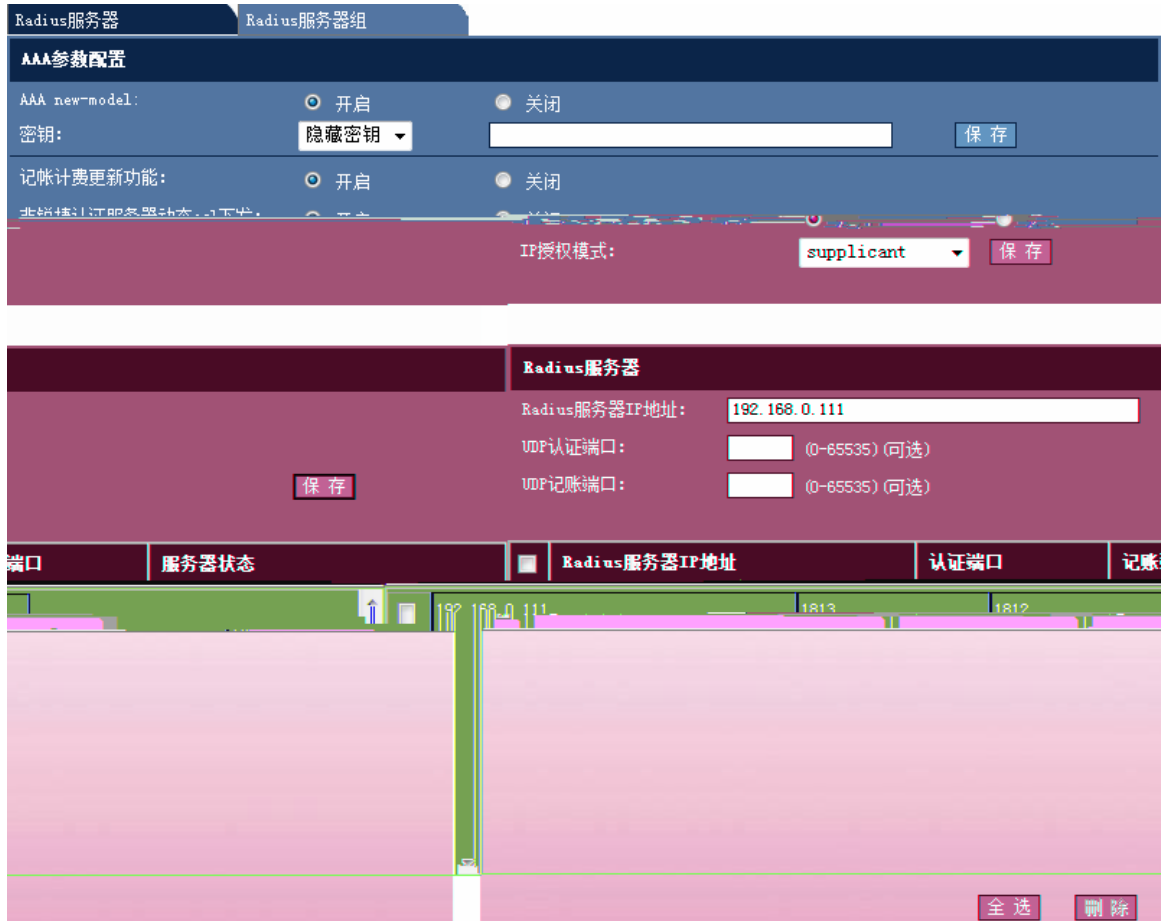 Radius服务器 Radius服务器组
AAA参数配置
AAA new-model: 开启 关闭
密钥: 隐藏密钥 保 存
记帐计费更新功能: 开启 关闭
IP授权模式: supplicant 保 存
Radius服务器
Radius服务器IP地址: 192.168.0.111
UDP认证端口: (0-65535)(可选)
UDP记账端口: (0-65535)(可选)
保 存
端口 服务器状态 Radius服务器IP地址 认证端口 记账
192.168.0.111 1813 1812
全 选 删 除